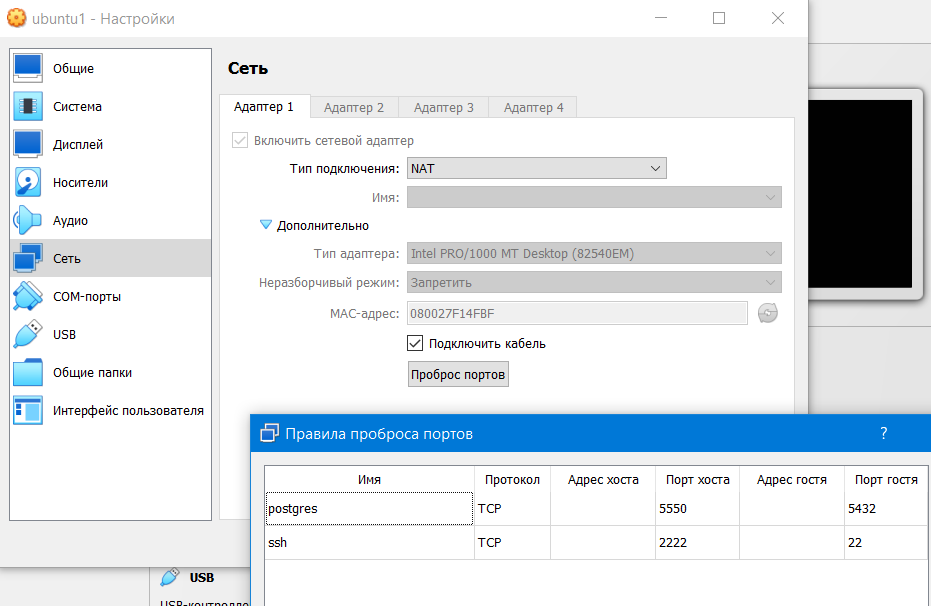 ubuntu1 - Настройки
Общие
Система
Дисплей
Носители
Аудио
Сеть
COM-порты
USB
Общие папки
Интерфейс пользователя
Сеть
Адаптер 1 Адаптер 2 Адаптер 3 Адаптер 4
Включить сетевой адаптер
Тип подключения: NAT
Имя:
Дополнительно
Тип адаптера: Intel PRO/1000 MT Desktop (82540EM)
Неразборчивый режим: Запретить
MAC-адрес: 080027F14FBF
Подключить кабель
Проброс портов
Правила проброса портов ?
Имя Протокол Адрес хоста Порт хоста Адрес гостя Порт гостя
postgres TCP 5550 5432
ssh TCP 2222 22
USB
USB-контролле